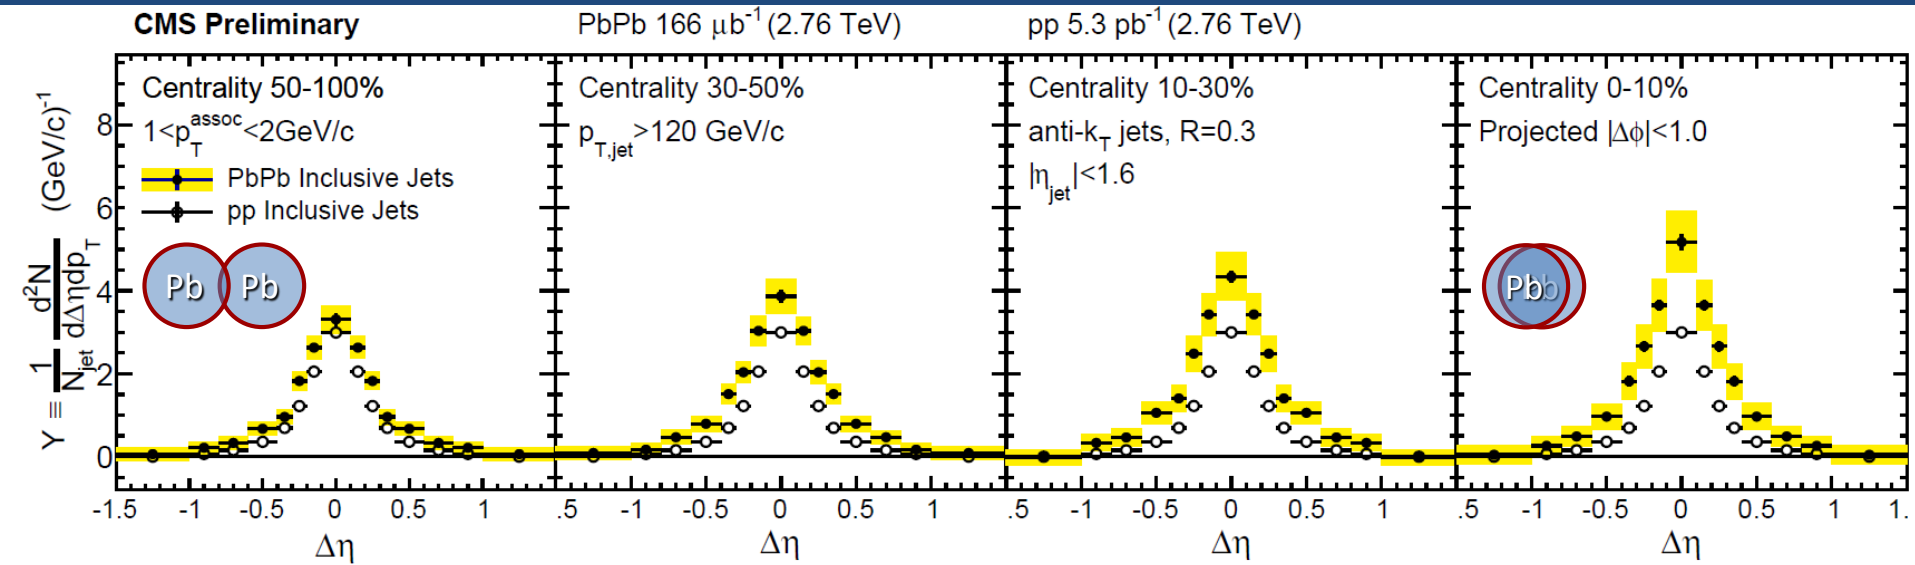 CMS Preliminary PbPb 166 μb⁻¹ (2.76 TeV) pp 5.3 pb⁻¹ (2.76 TeV)
Centrality 50-100%
1<p_T^assoc<2GeV/c
PbPb Inclusive Jets
pp Inclusive Jets
Pb Pb
Centrality 30-50%
p_T,jet >120 GeV/c
Centrality 10-30%
anti-k_T jets, R=0.3
|η_jet|<1.6
Centrality 0-10%
Projected |Δϕ|<1.0
Pb b
Y ≡ 1/N_jet d²N/dΔηdp_T (GeV/c)⁻¹
8
6
4
2
0
-1.5 -1 -0.5 0 0.5 1 .5 -1 -0.5 0 0.5 1 .5 -1 -0.5 0 0.5 1 .5 -1 -0.5 0 0.5 1 1.
Δη Δη Δη Δη